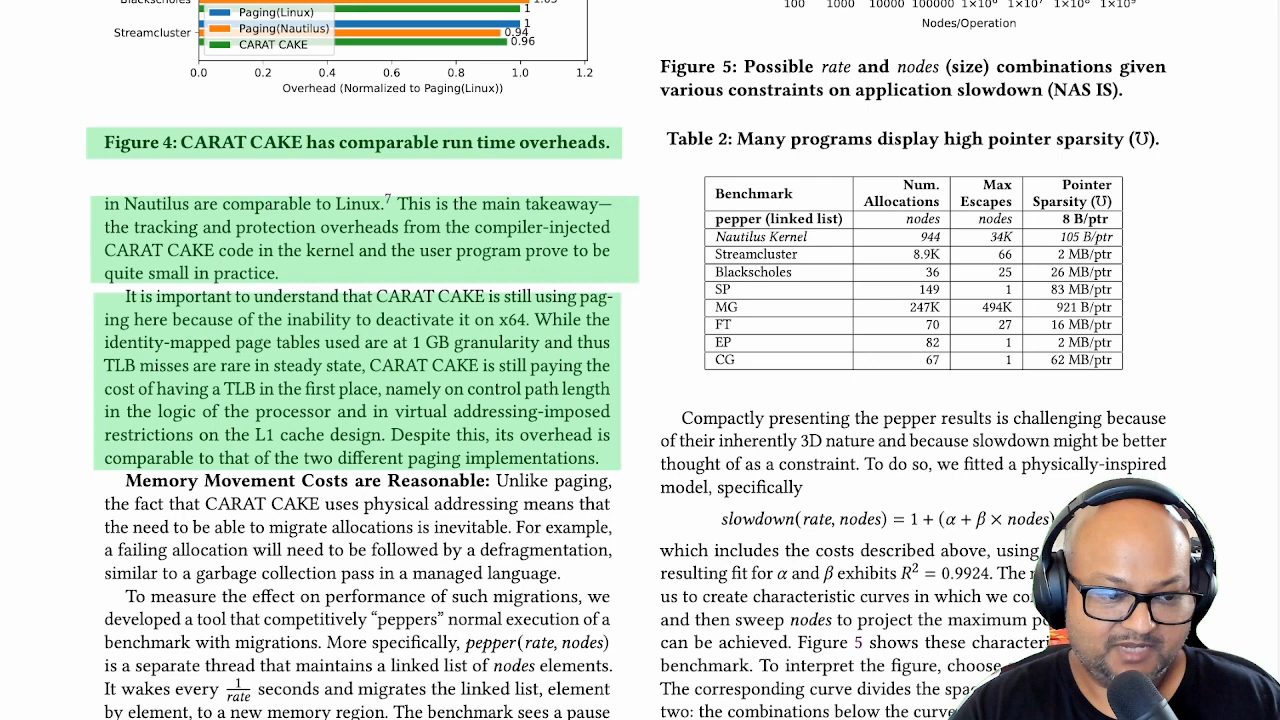 Blackscholes
1.03
1
Streamcluster
1
0.94
0.96
Paging(Linux)
Paging(Nautilus)
CARAT CAKE
0.0 0.2 0.4 0.6 0.8 1.0 1.2
Overhead (Normalized to Paging(Linux))
Figure 4: CARAT CAKE has comparable run time overheads.
in Nautilus are comparable to Linux.7 This is the main takeaway—
the tracking and protection overheads from the compiler-injected
CARAT CAKE code in the kernel and the user program prove to be
quite small in practice.
It is important to understand that CARAT CAKE is still using pag-
ing here because of the inability to deactivate it on x64. While the
identity-mapped page tables used are at 1 GB granularity and thus
TLB misses are rare in steady state, CARAT CAKE is still paying the
cost of having a TLB in the first place, namely on control path length
in the logic of the processor and in virtual addressing-imposed
restrictions on the L1 cache design. Despite this, its overhead is
comparable to that of the two different paging implementations.
Memory Movement Costs are Reasonable: Unlike paging,
the fact that CARAT CAKE uses physical addressing means that
the need to be able to migrate allocations is inevitable. For example,
a failing allocation will need to be followed by a defragmentation,
similar to a garbage collection pass in a managed language.
To measure the effect on performance of such migrations, we
developed a tool that competitively “peppers” normal execution of a
benchmark with migrations. More specifically, pepper(rate, nodes)
is a separate thread that maintains a linked list of nodes elements.
It wakes every 1/rate seconds and migrates the linked list, element
by element, to a new memory region. The benchmark sees a pause
100 1000 10000 100000 1×10⁶ 1×10⁷ 1×10⁸ 1×10⁹
Nodes/Operation
Figure 5: Possible rate and nodes (size) combinations given
various constraints on application slowdown (NAS IS).
Table 2: Many programs display high pointer sparsity (℧).
Benchmark Num. Allocations Max Escapes Pointer Sparsity (℧)
pepper (linked list) nodes nodes 8 B/ptr
Nautilus Kernel 944 34K 105 B/ptr
Streamcluster 8.9K 66 2 MB/ptr
Blackscholes 36 25 26 MB/ptr
SP 149 1 83 MB/ptr
MG 247K 494K 921 B/ptr
FT 70 27 16 MB/ptr
EP 82 1 2 MB/ptr
CG 67 1 62 MB/ptr
Compactly presenting the pepper results is challenging because
of their inherently 3D nature and because slowdown might be better
thought of as a constraint. To do so, we fitted a physically-inspired
model, specifically
slowdown(rate, nodes) = 1 + (α + β × nodes)
which includes the costs described above, using
resulting fit for α and β exhibits R² = 0.9924. The
us to create characteristic curves in which we
and then sweep nodes to project the maximum
can be achieved. Figure 5 shows these
benchmark. To interpret the figure, choose
The corresponding curve divides the
two: the combinations below the curve